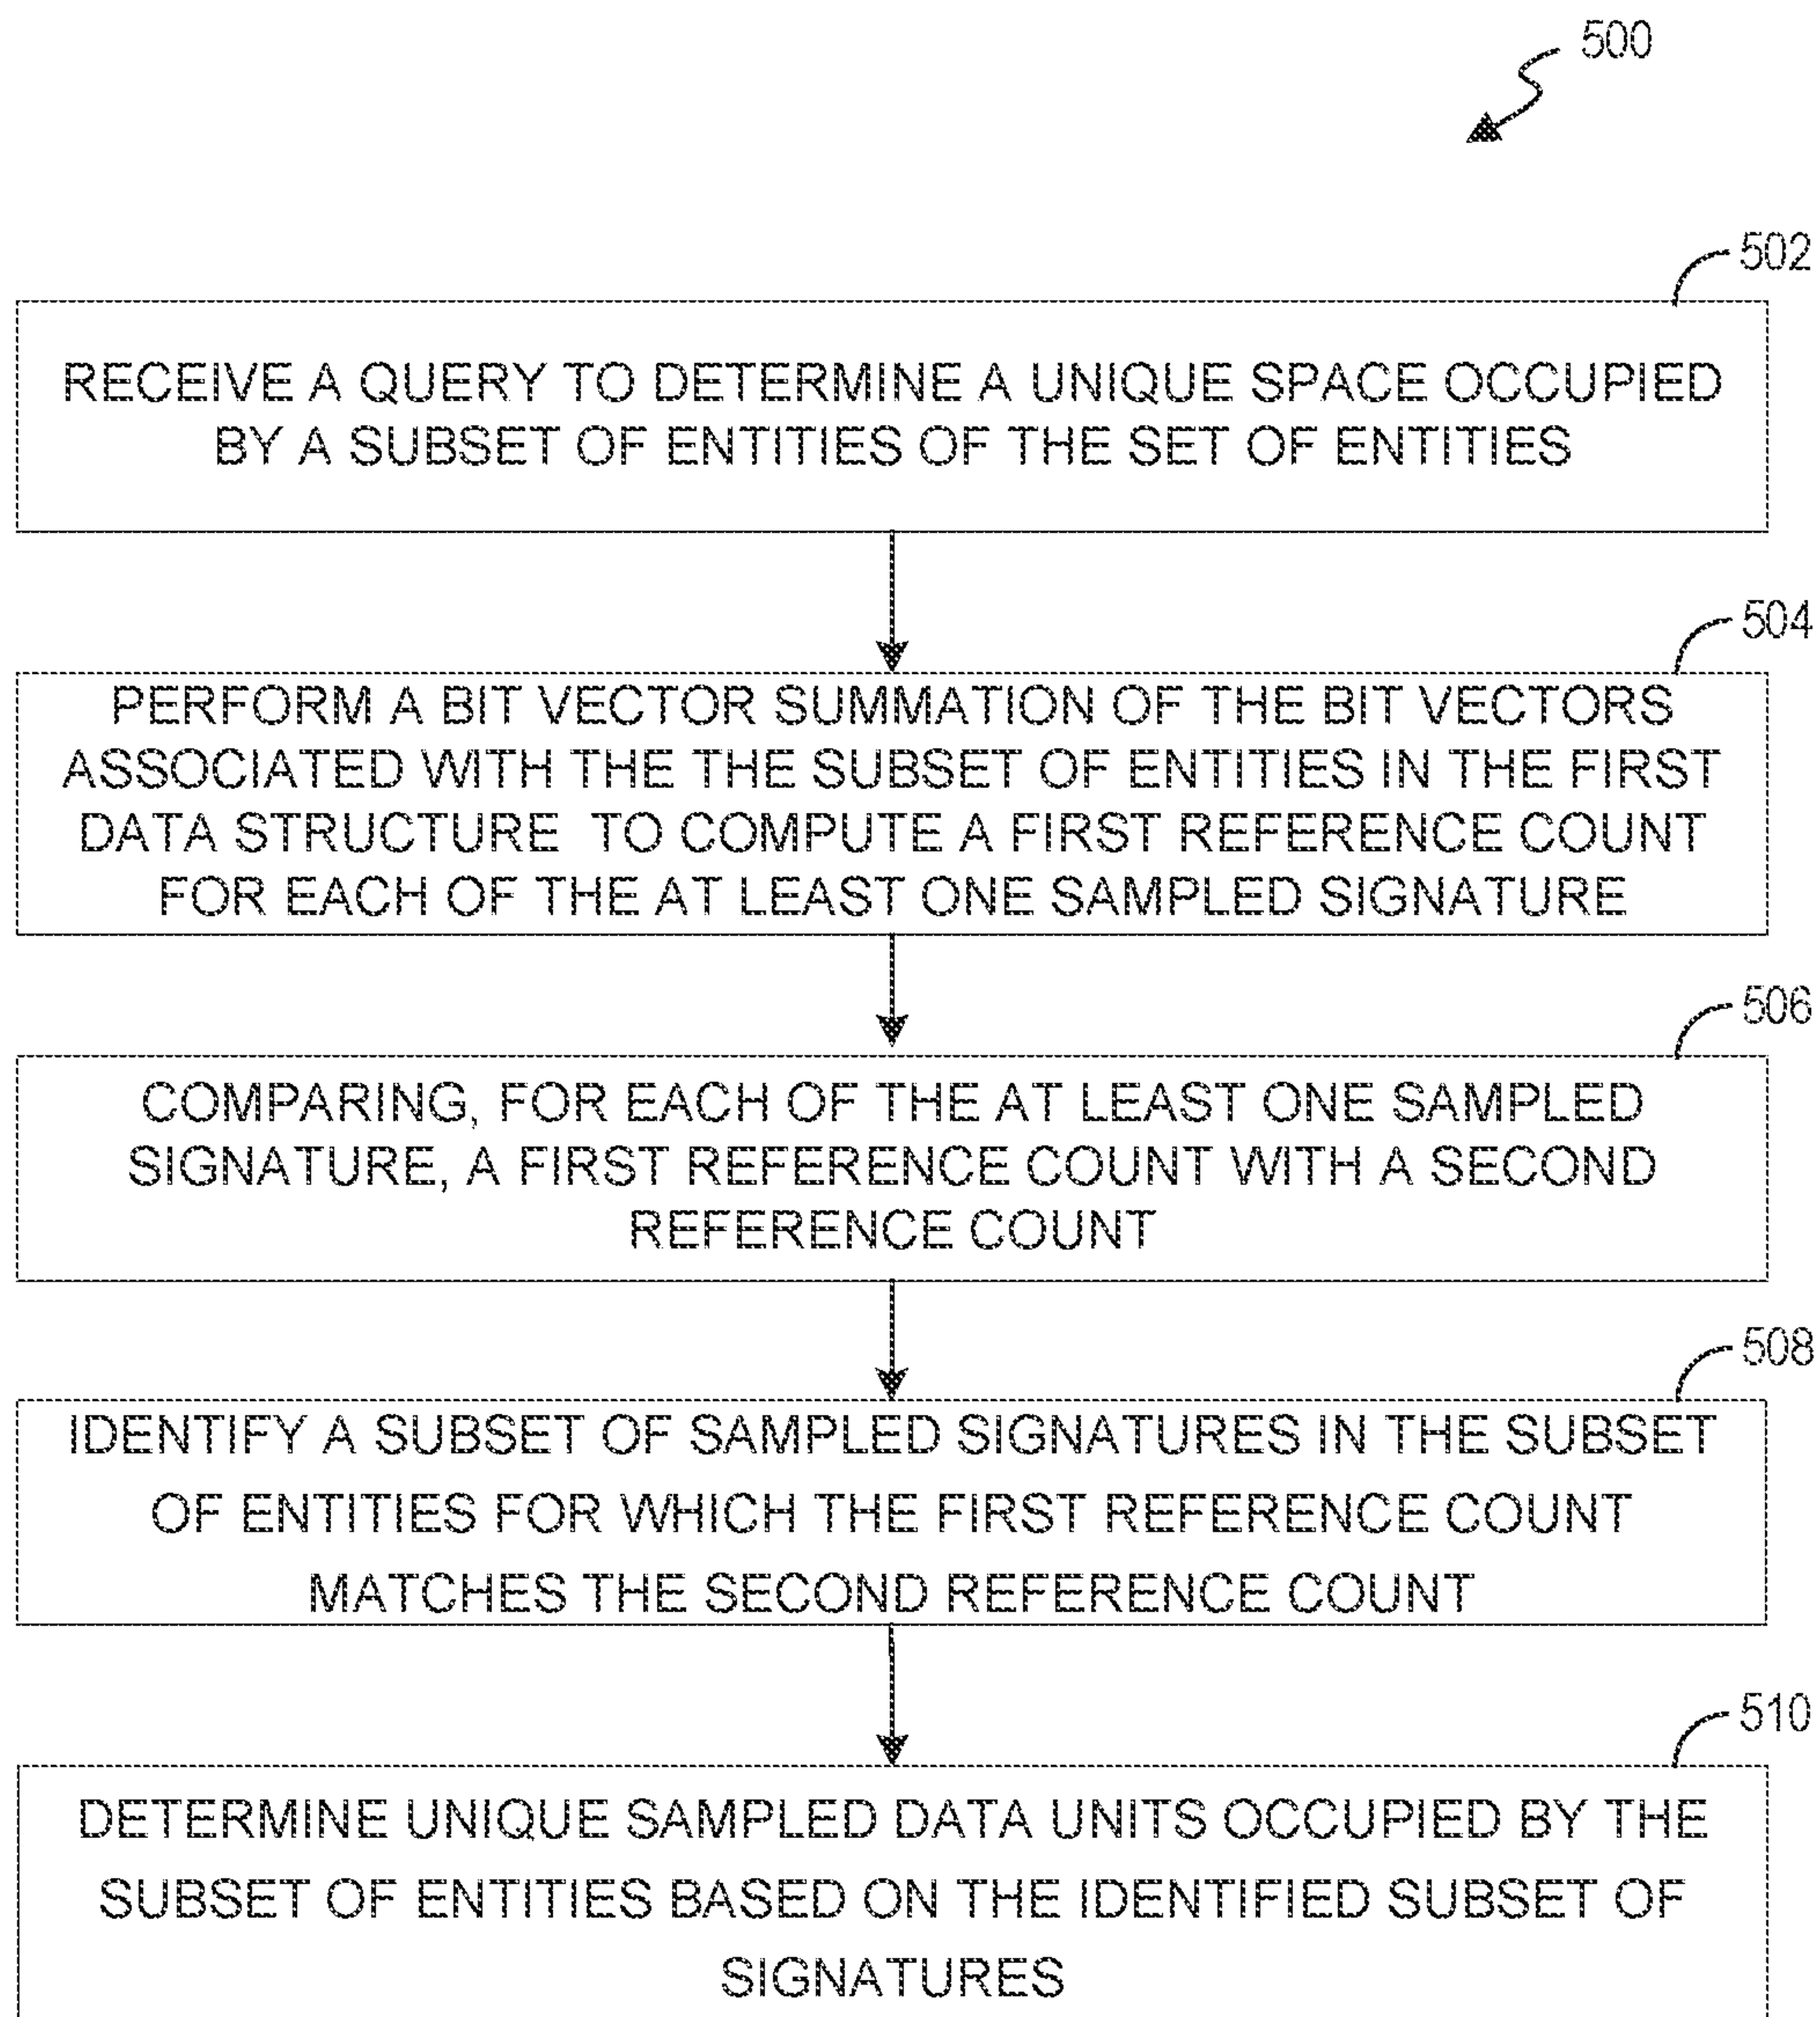 500
502
RECEIVE A QUERY TO DETERMINE A UNIQUE SPACE OCCUPIED
BY A SUBSET OF ENTITIES OF THE SET OF ENTITIES
504
PERFORM A BIT VECTOR SUMMATION OF THE BIT VECTORS
ASSOCIATED WITH THE THE SUBSET OF ENTITIES IN THE FIRST
DATA STRUCTURE TO COMPUTE A FIRST REFERENCE COUNT
FOR EACH OF THE AT LEAST ONE SAMPLED SIGNATURE
506
COMPARING, FOR EACH OF THE AT LEAST ONE SAMPLED
SIGNATURE, A FIRST REFERENCE COUNT WITH A SECOND
REFERENCE COUNT
508
IDENTIFY A SUBSET OF SAMPLED SIGNATURES IN THE SUBSET
OF ENTITIES FOR WHICH THE FIRST REFERENCE COUNT
MATCHES THE SECOND REFERENCE COUNT
510
DETERMINE UNIQUE SAMPLED DATA UNITS OCCUPIED BY THE
SUBSET OF ENTITIES BASED ON THE IDENTIFIED SUBSET OF
SIGNATURES